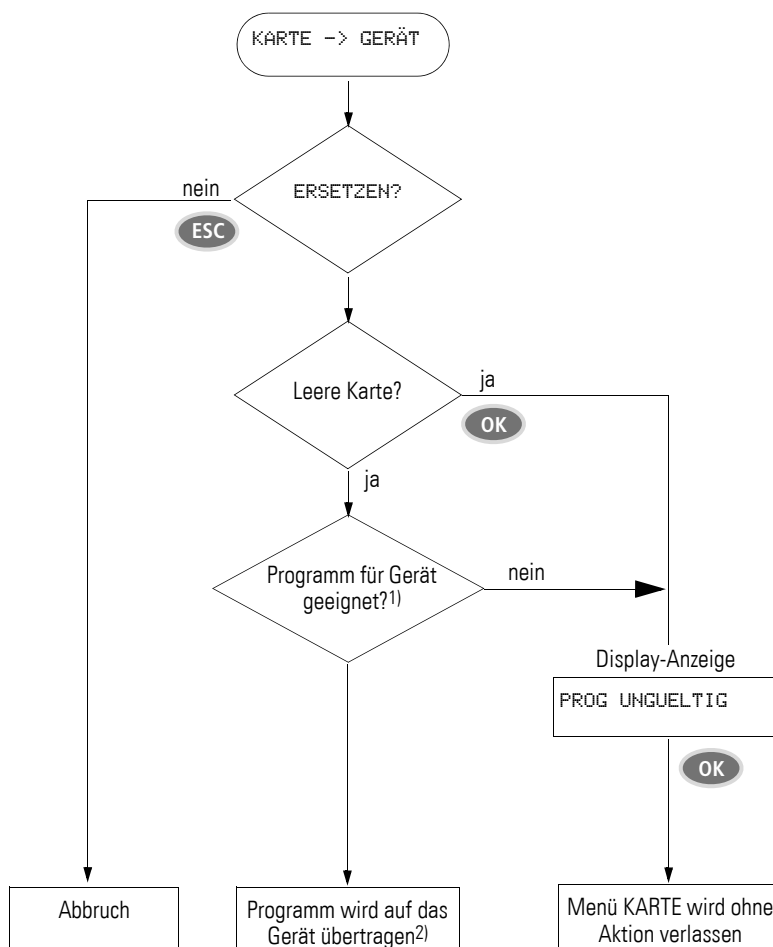 KARTE -> GERÄT
ERSETZEN?
nein
ESC
Leere Karte?
ja
OK
ja
Programm für Gerät
geeignet?1)
nein
Display-Anzeige
PROG UNGUELTIG
OK
Abbruch
Programm wird auf das
Gerät übertragen2)
Menü KARTE wird ohne
Aktion verlassen